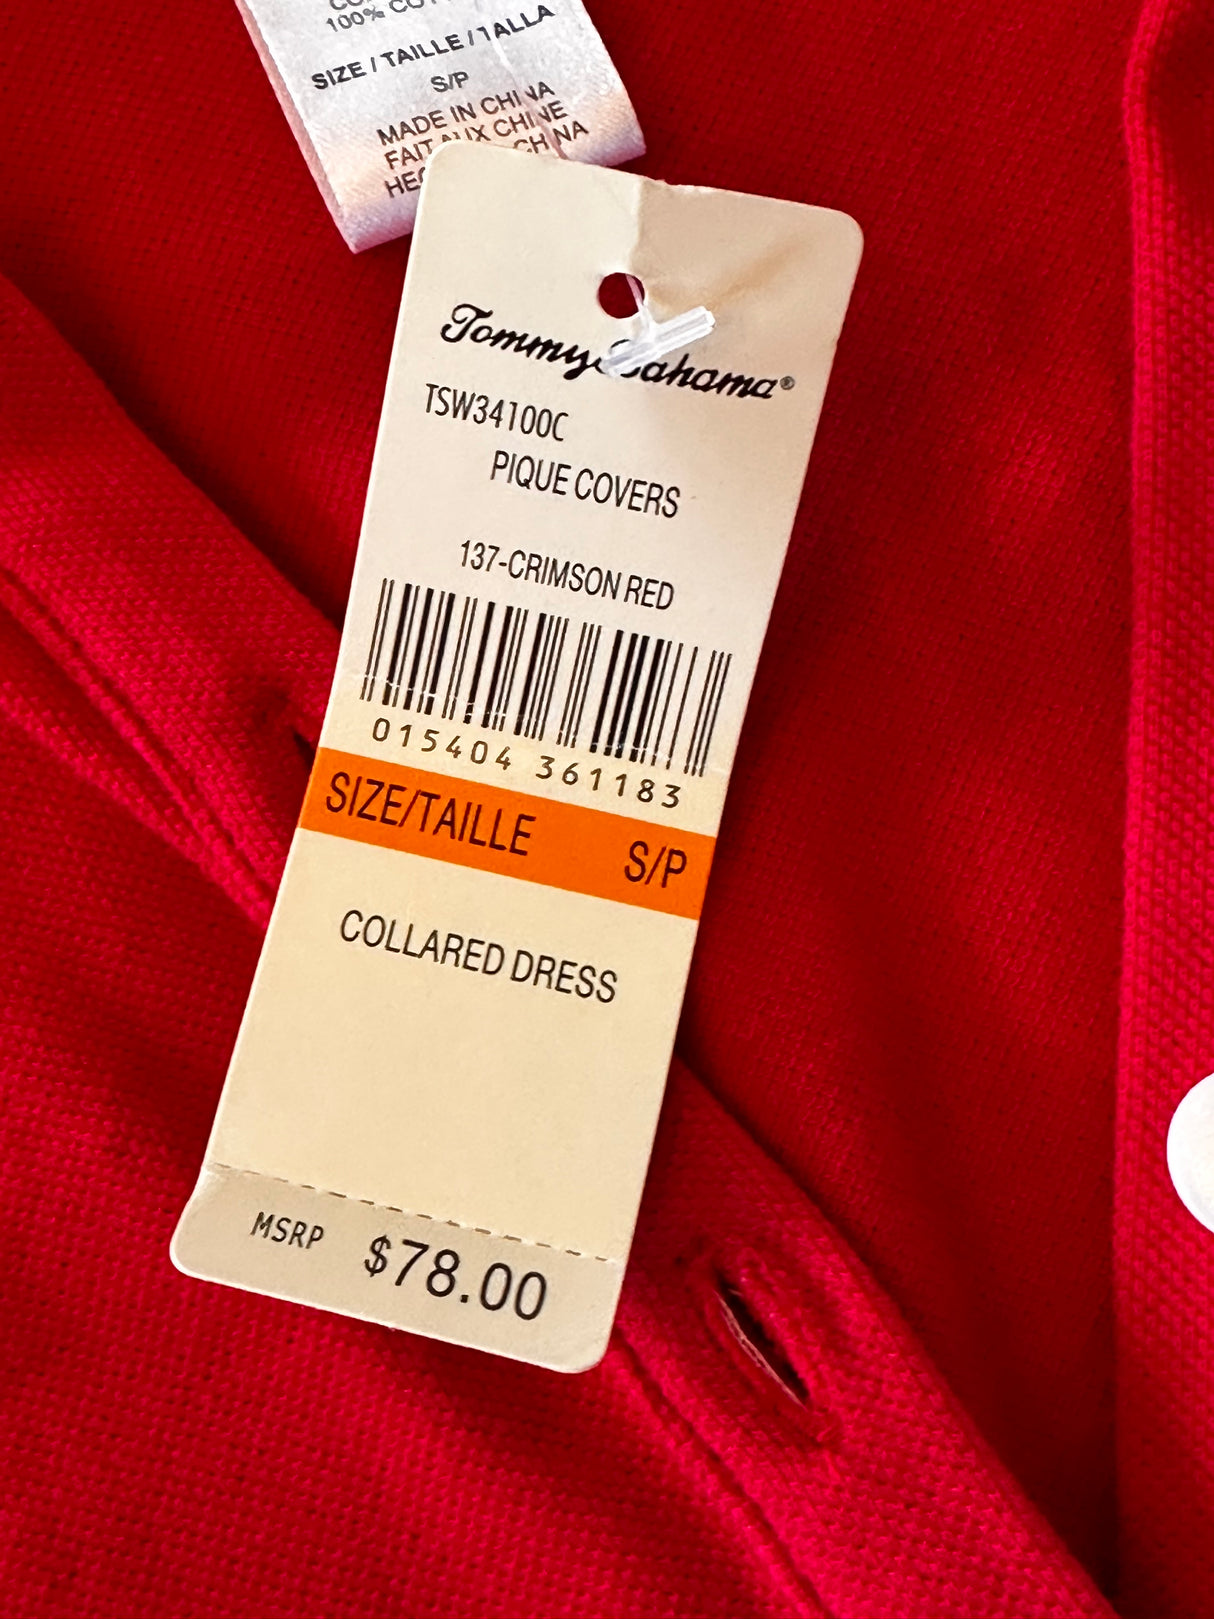 100%
SIZE / TAILLE / TALLA
S/P
MADE IN CHINA
FAIT AUX CHINE
CHINA
Tommy Bahama®
TSW34100C
PIQUE COVERS
137-CRIMSON RED
015404 361183
SIZE/TAILLE S/P
COLLARED DRESS
MSRP $78.00